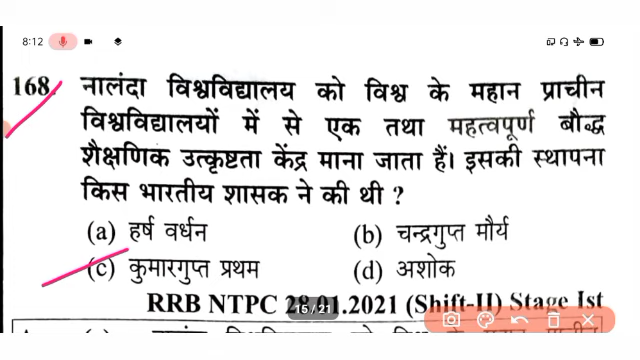 8:12
168. नालंदा विश्वविद्यालय को विश्व के महान प्राचीन
विश्वविद्यालयों में से एक तथा महत्वपूर्ण बौद्ध
शैक्षणिक उत्कृष्टता केंद्र माना जाता हैं। इसकी स्थापना
किस भारतीय शासक ने की थी ?
(a) हर्ष वर्धन (b) चन्द्रगुप्त मौर्य
(c) कुमारगुप्त प्रथम (d) अशोक
15/21
RRB NTPC 28.01.2021 (Shift-II) Stage Ist